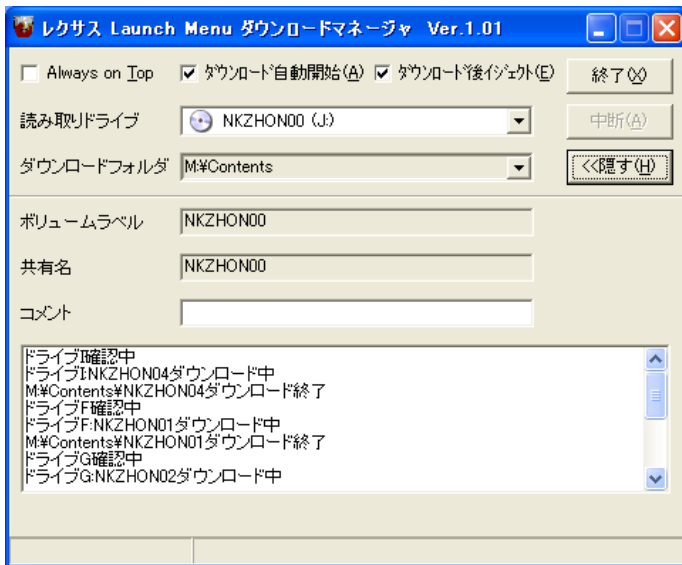 レクサス Launch Menu ダウンロードマネージャ Ver.1.01
Always on Top ダウンロード自動開始(A) ダウンロード後イジェクト(E) 終了(X)
読み取りドライブ NKZHON00 (J:) 中断(A)
ダウンロードフォルダ M:¥Contents <<隠す(H)
ボリュームラベル NKZHON00
共有名 NKZHON00
コメント
ドライブI確認中
ドライブI:NKZHON04ダウンロード中
M:¥Contents¥NKZHON04ダウンロード終了
ドライブF確認中
ドライブF:NKZHON01ダウンロード中
M:¥Contents¥NKZHON01ダウンロード終了
ドライブG確認中
ドライブG:NKZHON02ダウンロード中